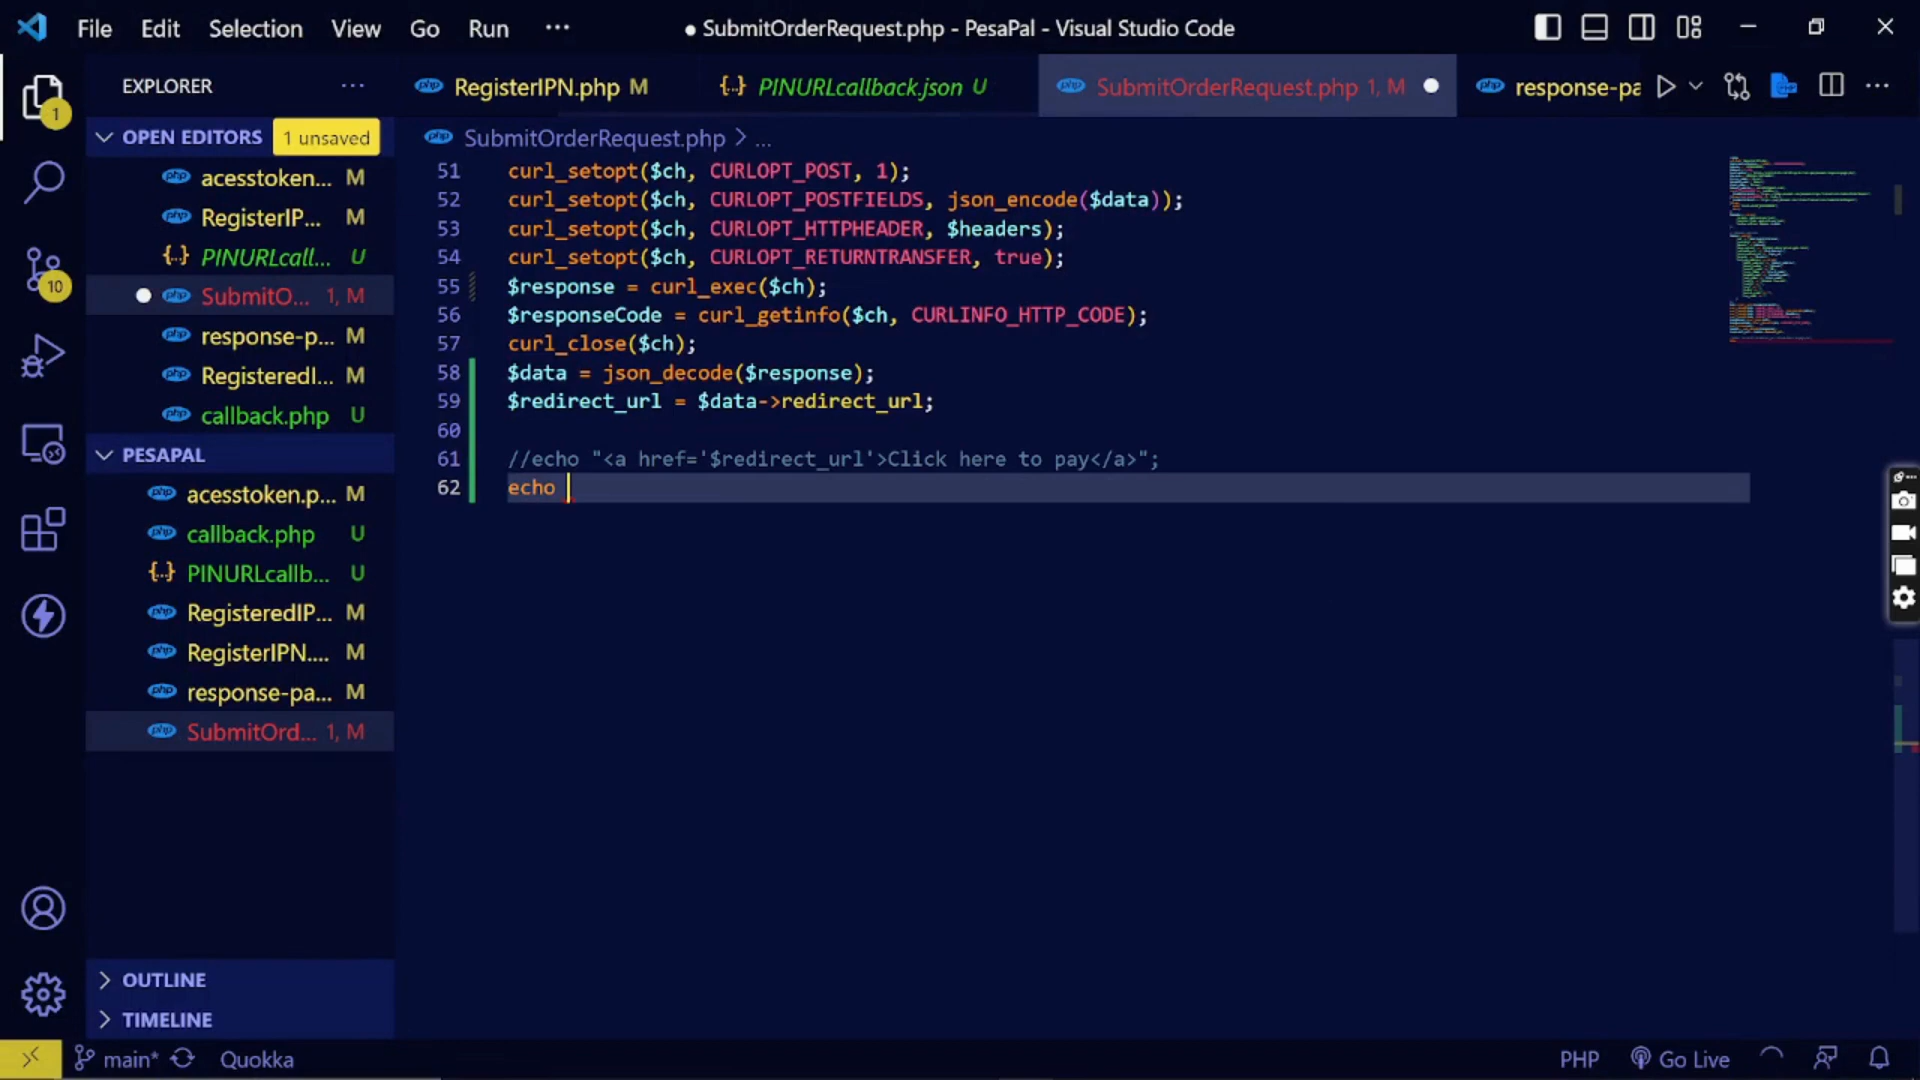 File Edit Selection View Go Run ··· ● SubmitOrderRequest.php - PesaPal - Visual Studio Code
EXPLORER ···
RegisterIPN.php M
{..} PINURLcallback.json U
SubmitOrderRequest.php 1, M
response-pa
OPEN EDITORS 1 unsaved
acesstoken... M
RegisterIP... M
{..} PINURLcall... U
SubmitO... 1, M
response-p... M
RegisteredI... M
callback.php U
PESAPAL
acesstoken.p... M
callback.php U
{..} PINURLcallb... U
RegisteredIP... M
RegisterIPN.... M
response-pa... M
SubmitOrd... 1, M
OUTLINE
TIMELINE
SubmitOrderRequest.php > ...
51 curl_setopt($ch, CURLOPT_POST, 1);
52 curl_setopt($ch, CURLOPT_POSTFIELDS, json_encode($data));
53 curl_setopt($ch, CURLOPT_HTTPHEADER, $headers);
54 curl_setopt($ch, CURLOPT_RETURNTRANSFER, true);
55 $response = curl_exec($ch);
56 $responseCode = curl_getinfo($ch, CURLINFO_HTTP_CODE);
57 curl_close($ch);
58 $data = json_decode($response);
59 $redirect_url = $data->redirect_url;
60
61 //echo "<a href='$redirect_url'>Click here to pay</a>";
62 echo
1
10
main* Quokka PHP Go Live